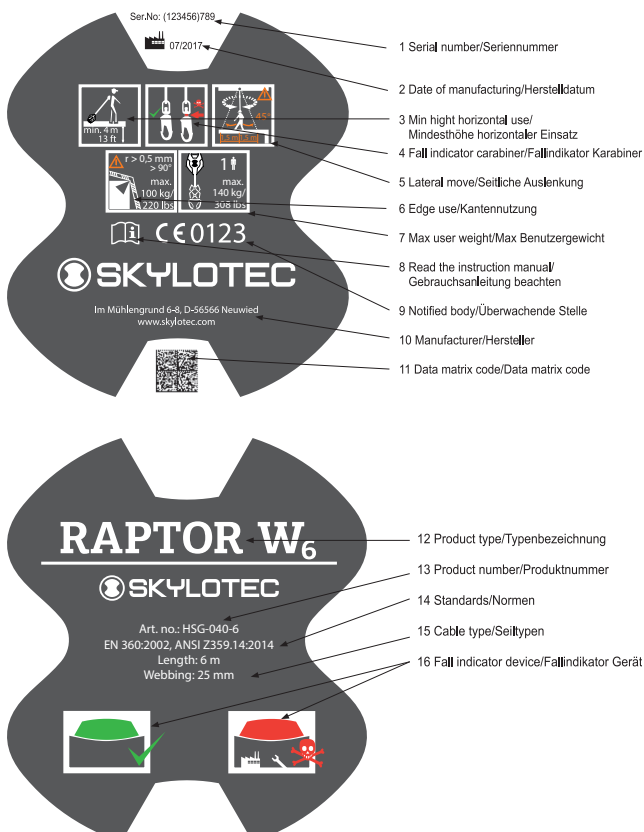 Ser.No: (123456)789
07/2017
1 Serial number/Seriennummer
2 Date of manufacturing/Herstelldatum
3 Min hight horizontal use/
Mindesthöhe horizontaler Einsatz
4 Fall indicator carabiner/Fallindikator Karabiner
5 Lateral move/Seitliche Auslenkung
6 Edge use/Kantennutzung
7 Max user weight/Max Benutzergewicht
8 Read the instruction manual/
Gebrauchsanleitung beachten
9 Notified body/Überwachende Stelle
10 Manufacturer/Hersteller
11 Data matrix code/Data matrix code
min. 4 m
13 ft
45°
1,5 m 1,5 m
r > 0,5 mm
> 90°
max.
100 kg/
220 lbs
1
max.
140 kg/
308 lbs
i
CE 0123
SKYLOTEC
Im Mühlengrund 6-8, D-56566 Neuwied
www.skylotec.com
RAPTOR W6
SKYLOTEC
Art. no.: HSG-040-6
EN 360:2002, ANSI Z359.14:2014
Length: 6 m
Webbing: 25 mm
12 Product type/Typenbezeichnung
13 Product number/Produktnummer
14 Standards/Normen
15 Cable type/Seiltypen
16 Fall indicator device/Fallindikator Gerät